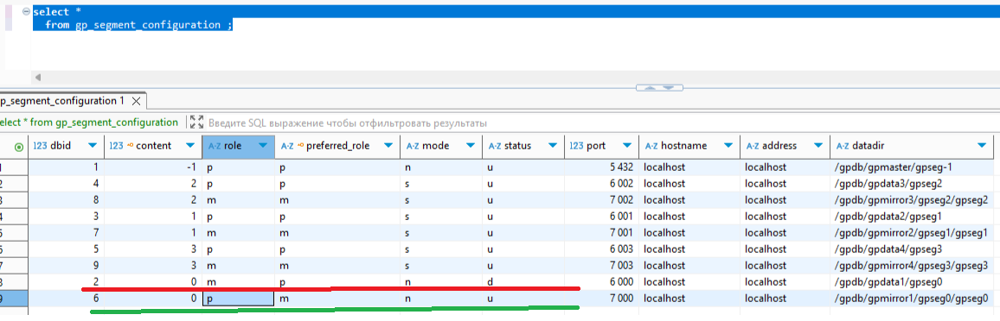 select *
from gp_segment_configuration ;
p_segment_configuration 1
elect * from gp_segment_configuration Введите SQL выражение чтобы отфильтровать результаты
123 dbid 123 content A-Z role A-Z preferred_role A-Z mode A-Z status 123 port A-Z hostname A-Z address A-Z datadir
1 1 -1 p p n u 5 432 localhost localhost /gpdb/gpmaster/gpseg-1
2 4 2 p p s u 6 002 localhost localhost /gpdb/gpdata3/gpseg2
3 8 2 m m s u 7 002 localhost localhost /gpdb/gpmirror3/gpseg2/gpseg2
4 3 1 p p s u 6 001 localhost localhost /gpdb/gpdata2/gpseg1
5 7 1 m m s u 7 001 localhost localhost /gpdb/gpmirror2/gpseg1/gpseg1
6 5 3 p p s u 6 003 localhost localhost /gpdb/gpdata4/gpseg3
7 9 3 m m s u 7 003 localhost localhost /gpdb/gpmirror4/gpseg3/gpseg3
8 2 0 m p n d 6 000 localhost localhost /gpdb/gpdata1/gpseg0
9 6 0 p m n u 7 000 localhost localhost /gpdb/gpmirror1/gpseg0/gpseg0